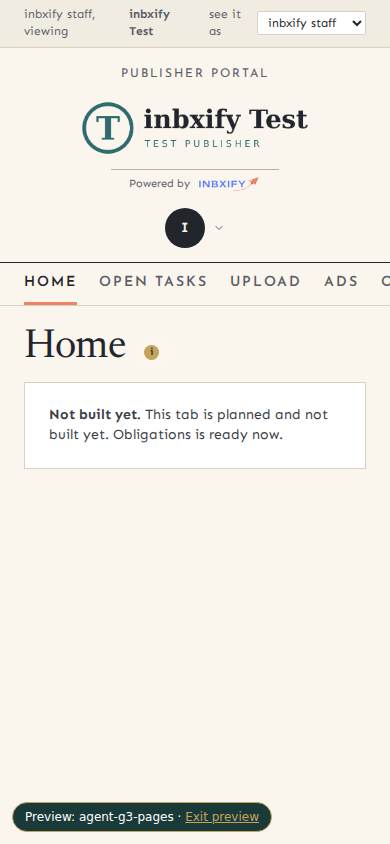 inbxify staff, viewing inbxify Test see it as inbxify staff
PUBLISHER PORTAL
T inbxify Test
TEST PUBLISHER
Powered by INBXIFY
I
HOME OPEN TASKS UPLOAD ADS
Home i
Not built yet. This tab is planned and not
built yet. Obligations is ready now.
Preview: agent-g3-pages · Exit preview